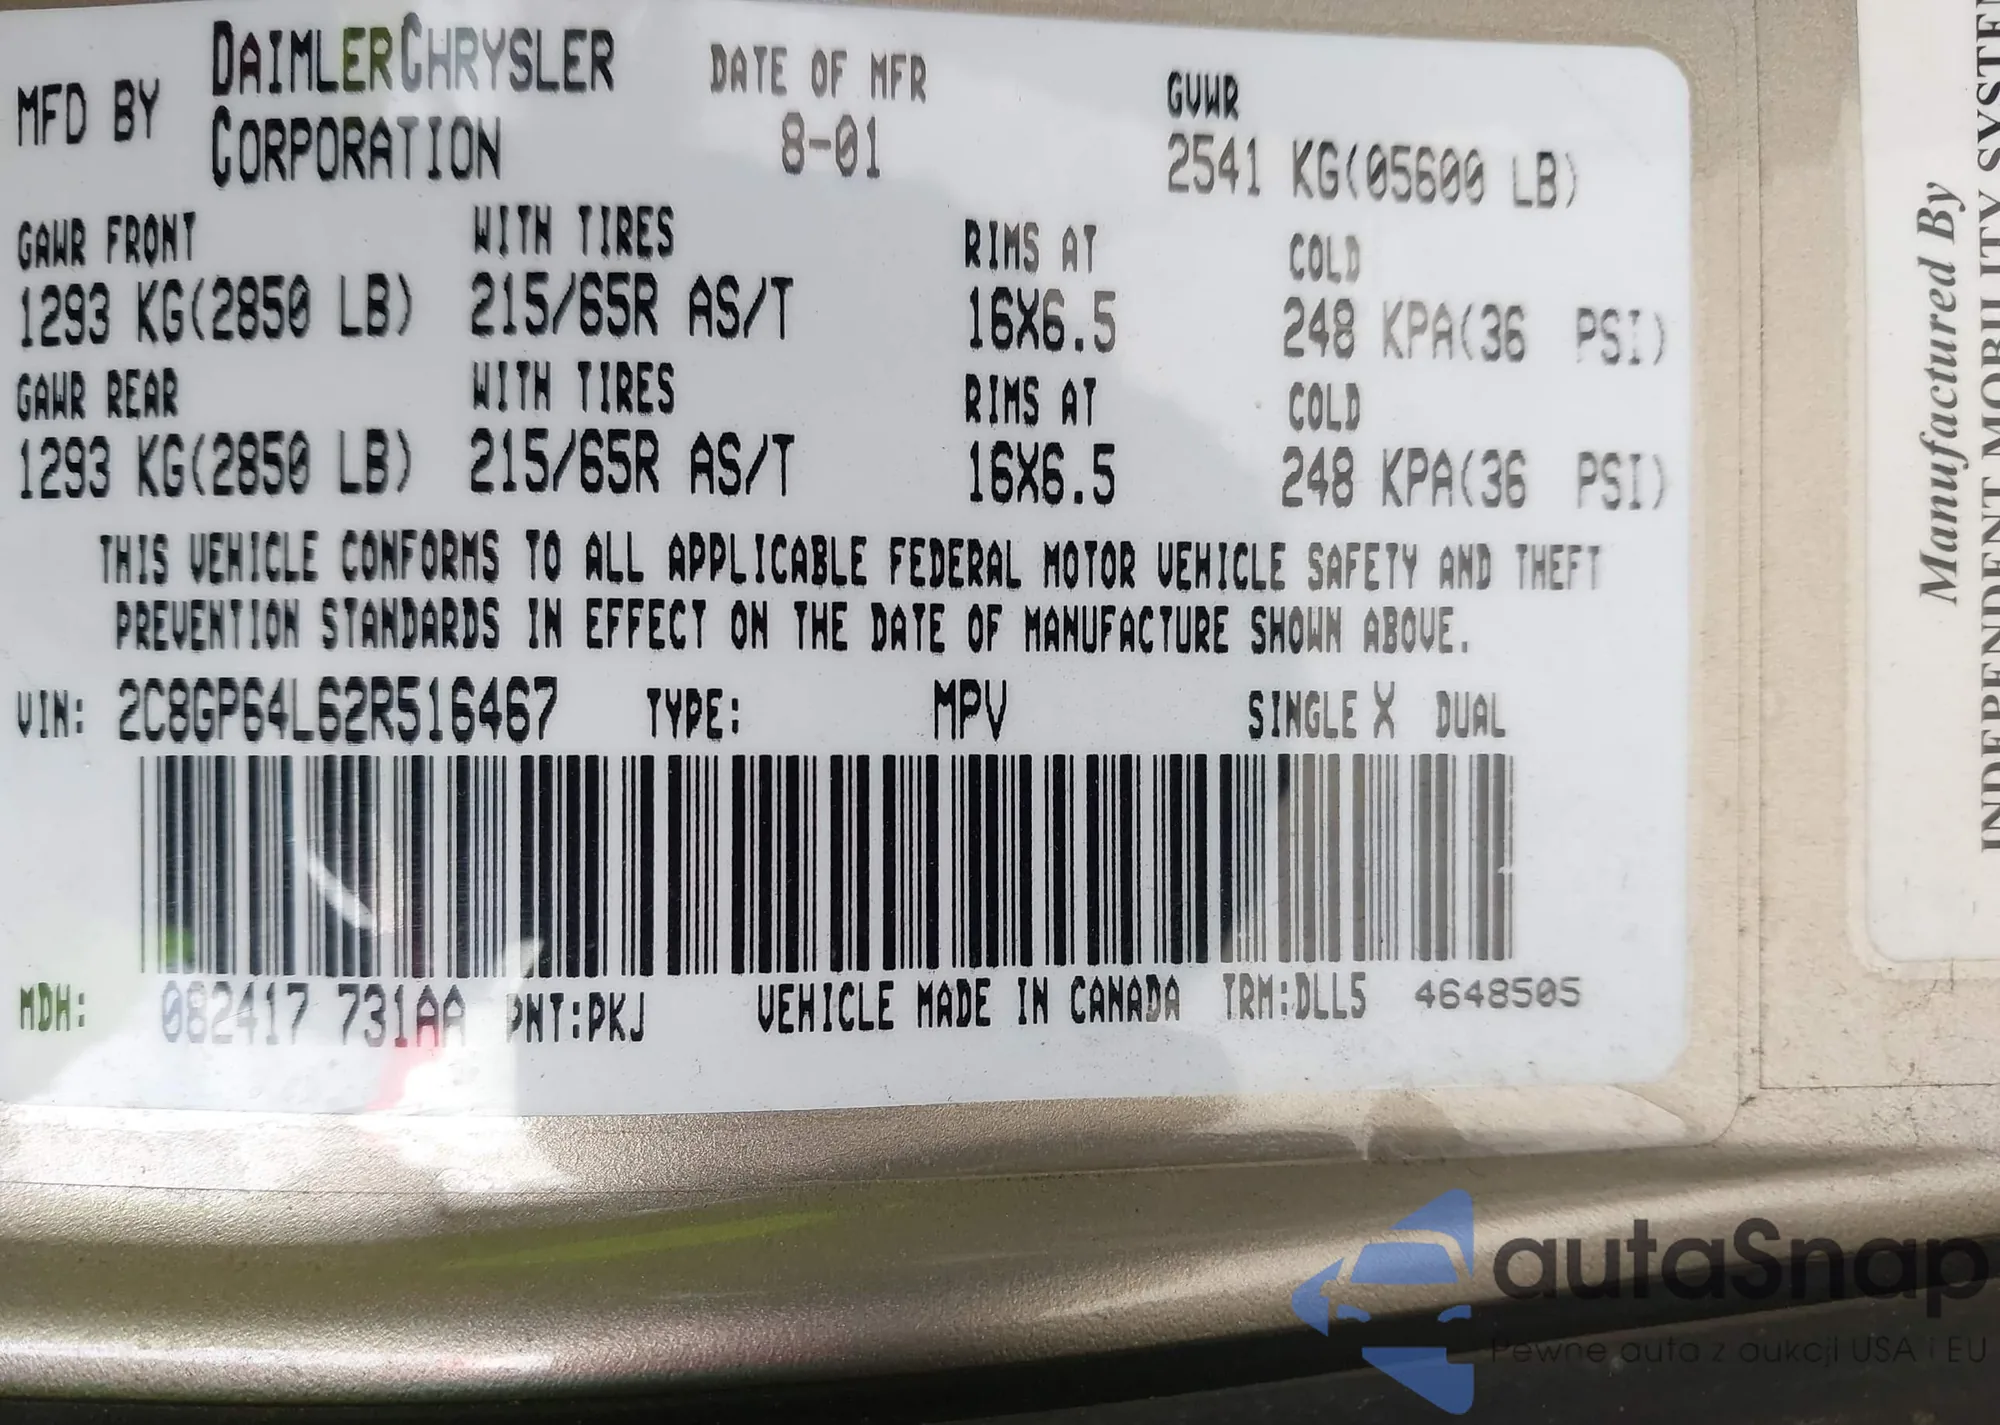 MFD BY DAIMLERCHRYSLER CORPORATION
DATE OF MFR
8-01
GVWR
2541 KG(05600 LB)
GAWR FRONT WITH TIRES RIMS AT COLD
1293 KG(2850 LB) 215/65R AS/T 16X6.5 248 KPA(36 PSI)
GAWR REAR WITH TIRES RIMS AT COLD
1293 KG(2850 LB) 215/65R AS/T 16X6.5 248 KPA(36 PSI)
THIS VEHICLE CONFORMS TO ALL APPLICABLE FEDERAL MOTOR VEHICLE SAFETY AND THEFT
PREVENTION STANDARDS IN EFFECT ON THE DATE OF MANUFACTURE SHOWN ABOVE.
VIN: 2C8GP64L62R516467 TYPE: MPV SINGLE X DUAL
MDH: 082417 731AA PNT:PKJ VEHICLE MADE IN CANADA TRM:DLL5 4648505
Manufactured By
INDEPENDENT MOBILITY SYSTEM
autaSnap
Pewne auta z aukcji USA i EU